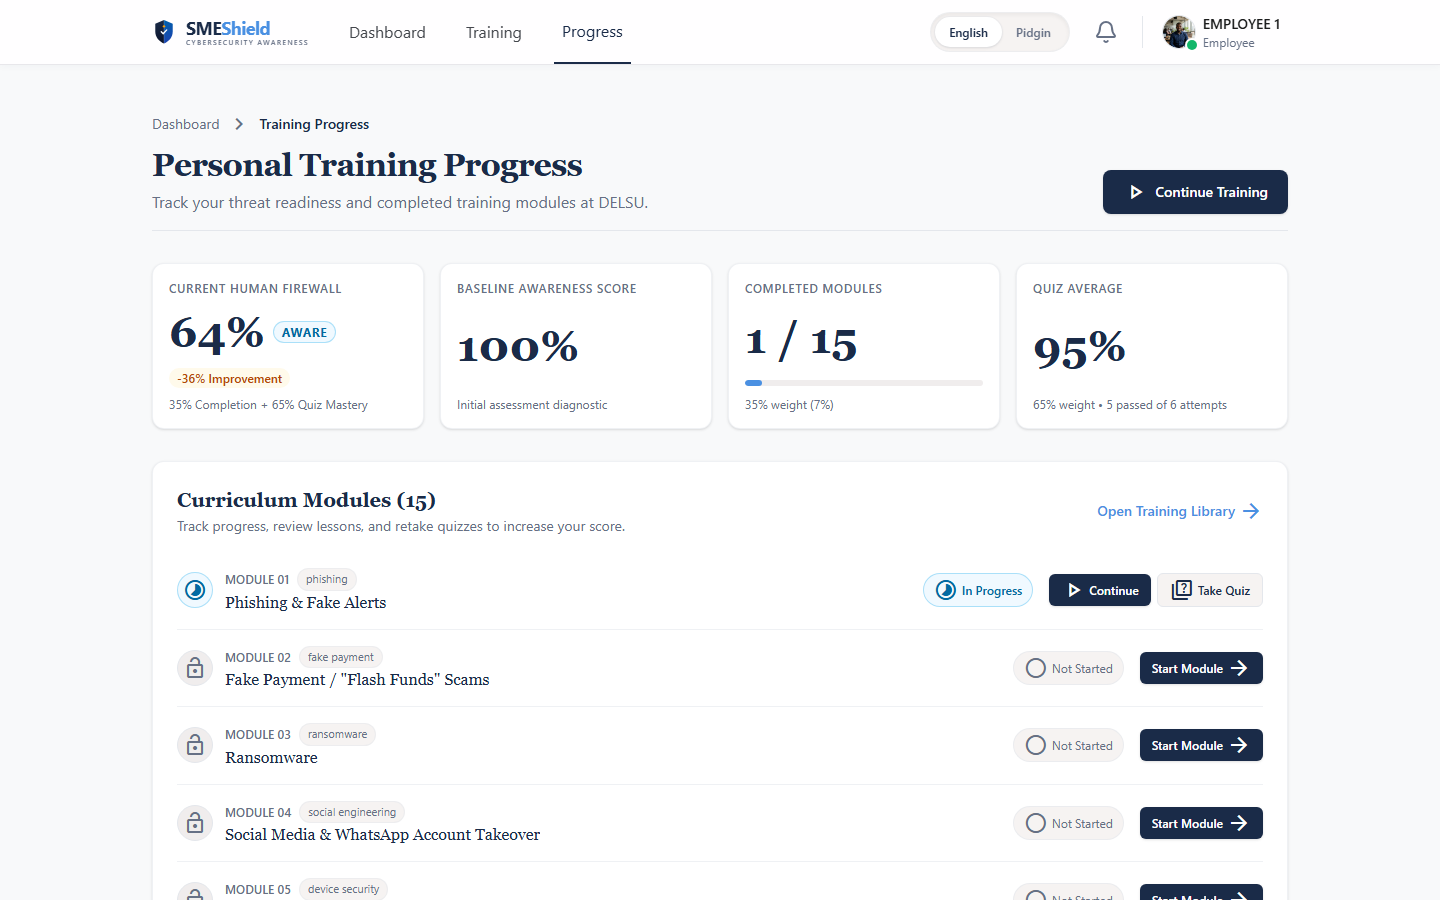 SMEShield
CYBERSECURITY AWARENESS
Dashboard
Training
Progress
English
Pidgin
EMPLOYEE 1
Employee
Dashboard > Training Progress
Personal Training Progress
Track your threat readiness and completed training modules at DELSU.
Continue Training
CURRENT HUMAN FIREWALL
64% AWARE
-36% Improvement
35% Completion + 65% Quiz Mastery
BASELINE AWARENESS SCORE
100%
Initial assessment diagnostic
COMPLETED MODULES
1 / 15
35% weight (7%)
QUIZ AVERAGE
95%
65% weight • 5 passed of 6 attempts
Curriculum Modules (15)
Track progress, review lessons, and retake quizzes to increase your score.
Open Training Library
MODULE 01 phishing
Phishing & Fake Alerts
In Progress
Continue
Take Quiz
MODULE 02 fake payment
Fake Payment / "Flash Funds" Scams
Not Started
Start Module
MODULE 03 ransomware
Ransomware
Not Started
Start Module
MODULE 04 social engineering
Social Media & WhatsApp Account Takeover
Not Started
Start Module
MODULE 05 device security
Not Started
Start Module